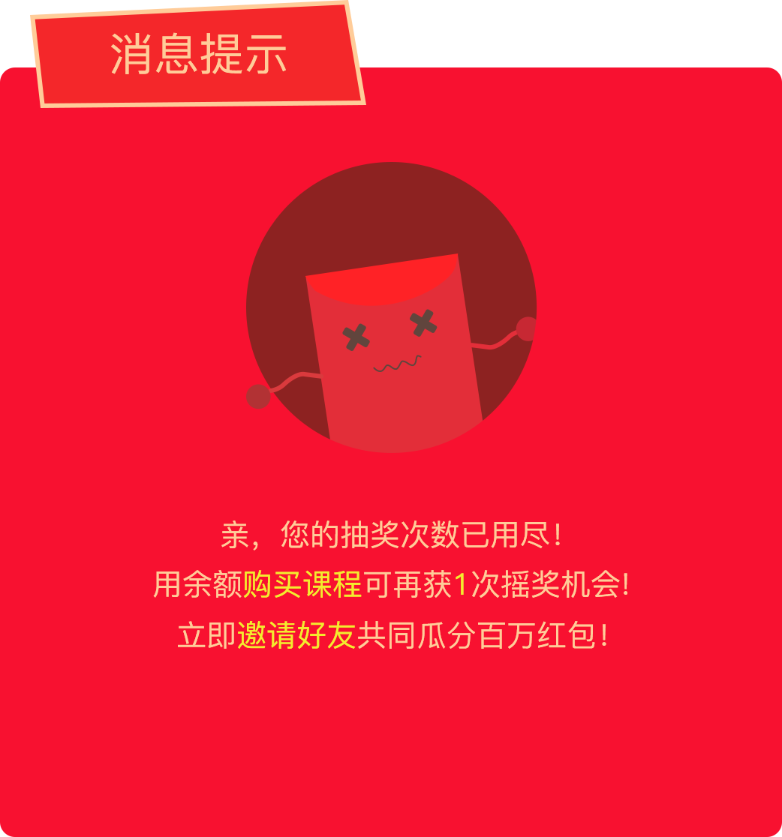 消息提示
亲，您的抽奖次数已用尽！
用余额购买课程可再获1次摇奖机会!
立即邀请好友共同瓜分百万红包！